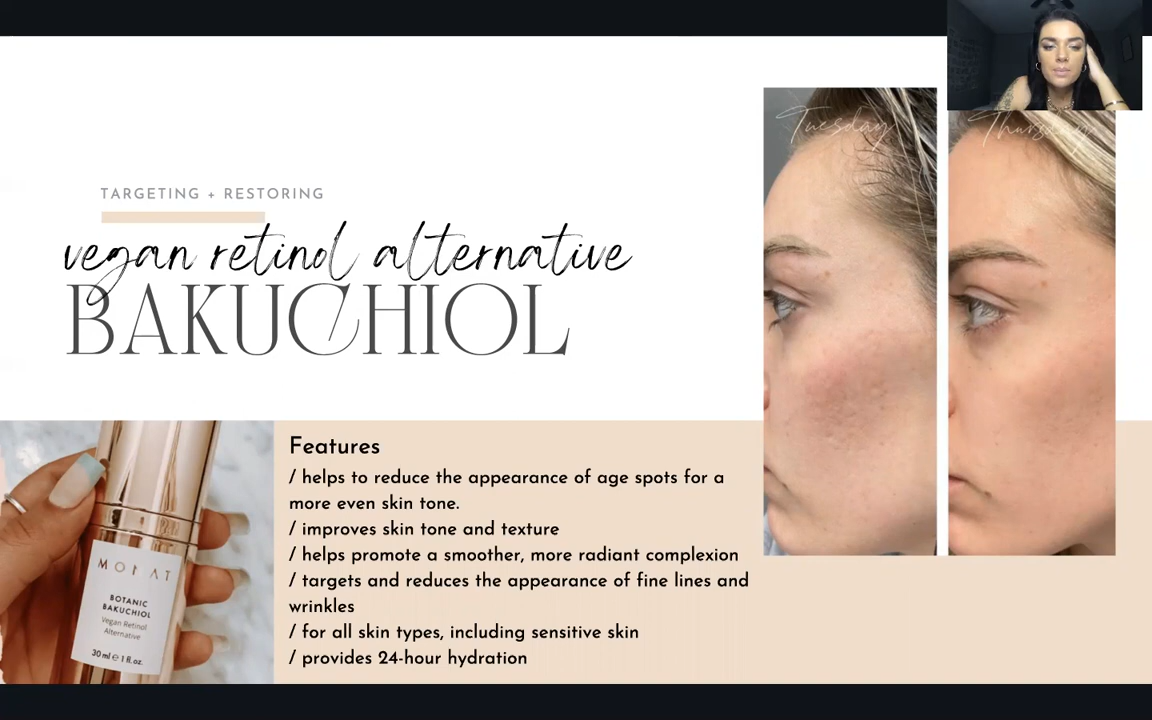 Tuesday
Thursday
TARGETING + RESTORING
vegan retinol alternative
BAKUCHIOL
MONAT
BOTANIC
BAKUCHIOL
Vegan Retinol
Alternative
30 ml e 1 fl. oz.
Features
/ helps to reduce the appearance of age spots for a
more even skin tone.
/ improves skin tone and texture
/ helps promote a smoother, more radiant complexion
/ targets and reduces the appearance of fine lines and
wrinkles
/ for all skin types, including sensitive skin
/ provides 24-hour hydration